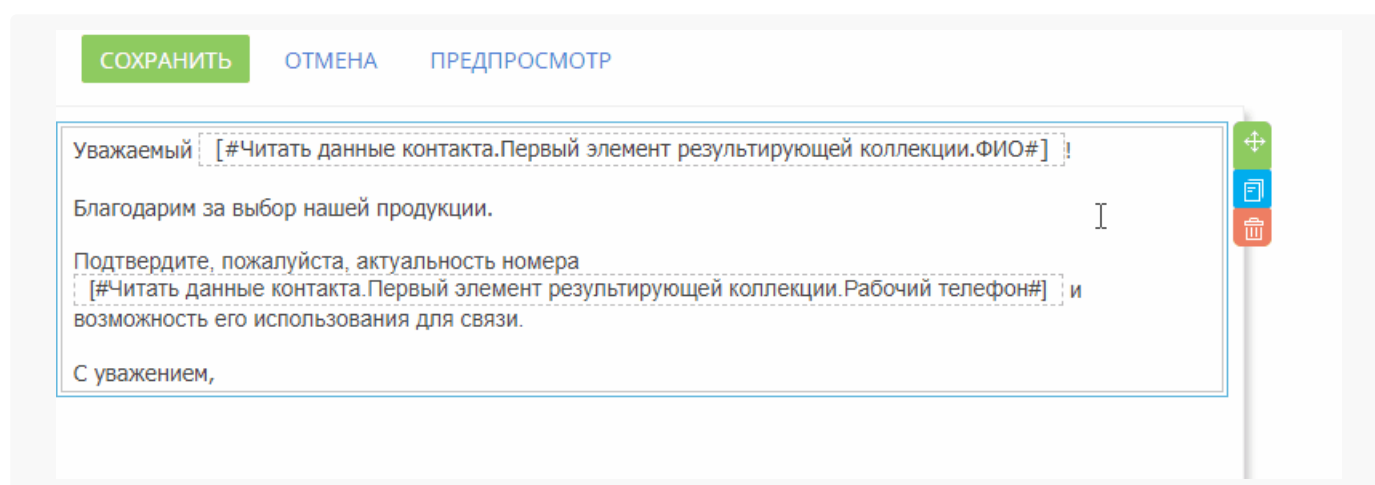 СОХРАНИТЬ ОТМЕНА ПРЕДПРОСМОТР
Уважаемый [#Читать данные контакта.Первый элемент результирующей коллекции.ФИО#] !
Благодарим за выбор нашей продукции.
Подтвердите, пожалуйста, актуальность номера
[#Читать данные контакта.Первый элемент результирующей коллекции.Рабочий телефон#] и
возможность его использования для связи.
С уважением,